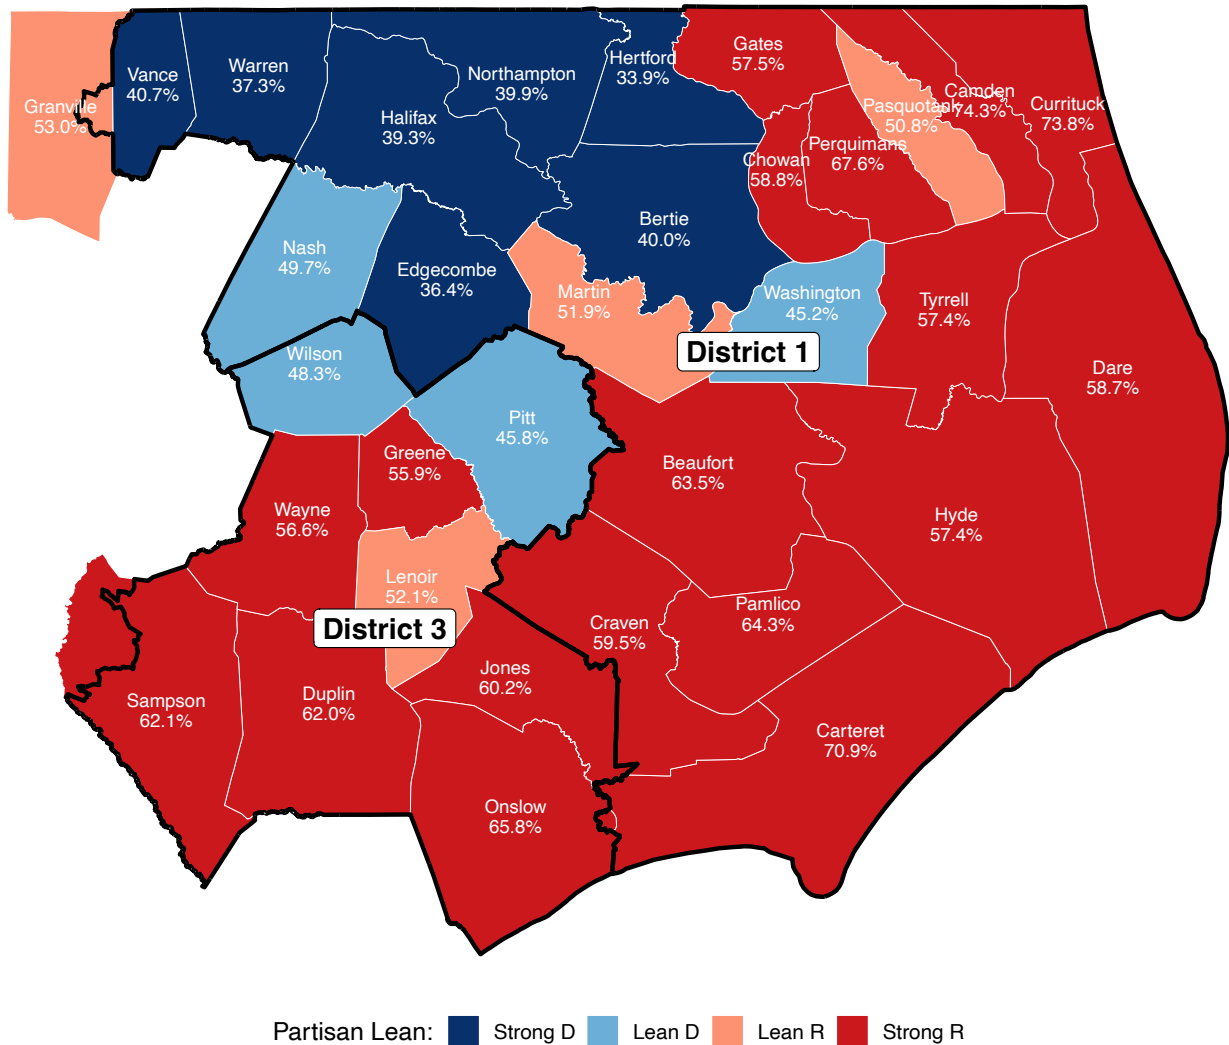 Granville
53.0%
Vance
40.7%
Warren
37.3%
Halifax
39.3%
Northampton
39.9%
Hertford
33.9%
Gates
57.5%
Pasquotank
50.8%
Camden
74.3%
Currituck
73.8%
Chowan
58.8%
Perquimans
67.6%
Bertie
40.0%
Nash
49.7%
Edgecombe
36.4%
Martin
51.9%
Washington
45.2%
Tyrrell
57.4%
District 1
Wilson
48.3%
Dare
58.7%
Pitt
45.8%
Greene
55.9%
Beaufort
63.5%
Wayne
56.6%
Hyde
57.4%
Lenoir
52.1%
District 3
Pamlico
64.3%
Craven
59.5%
Jones
60.2%
Sampson
62.1%
Duplin
62.0%
Carteret
70.9%
Onslow
65.8%
Partisan Lean: Strong D Lean D Lean R Strong R